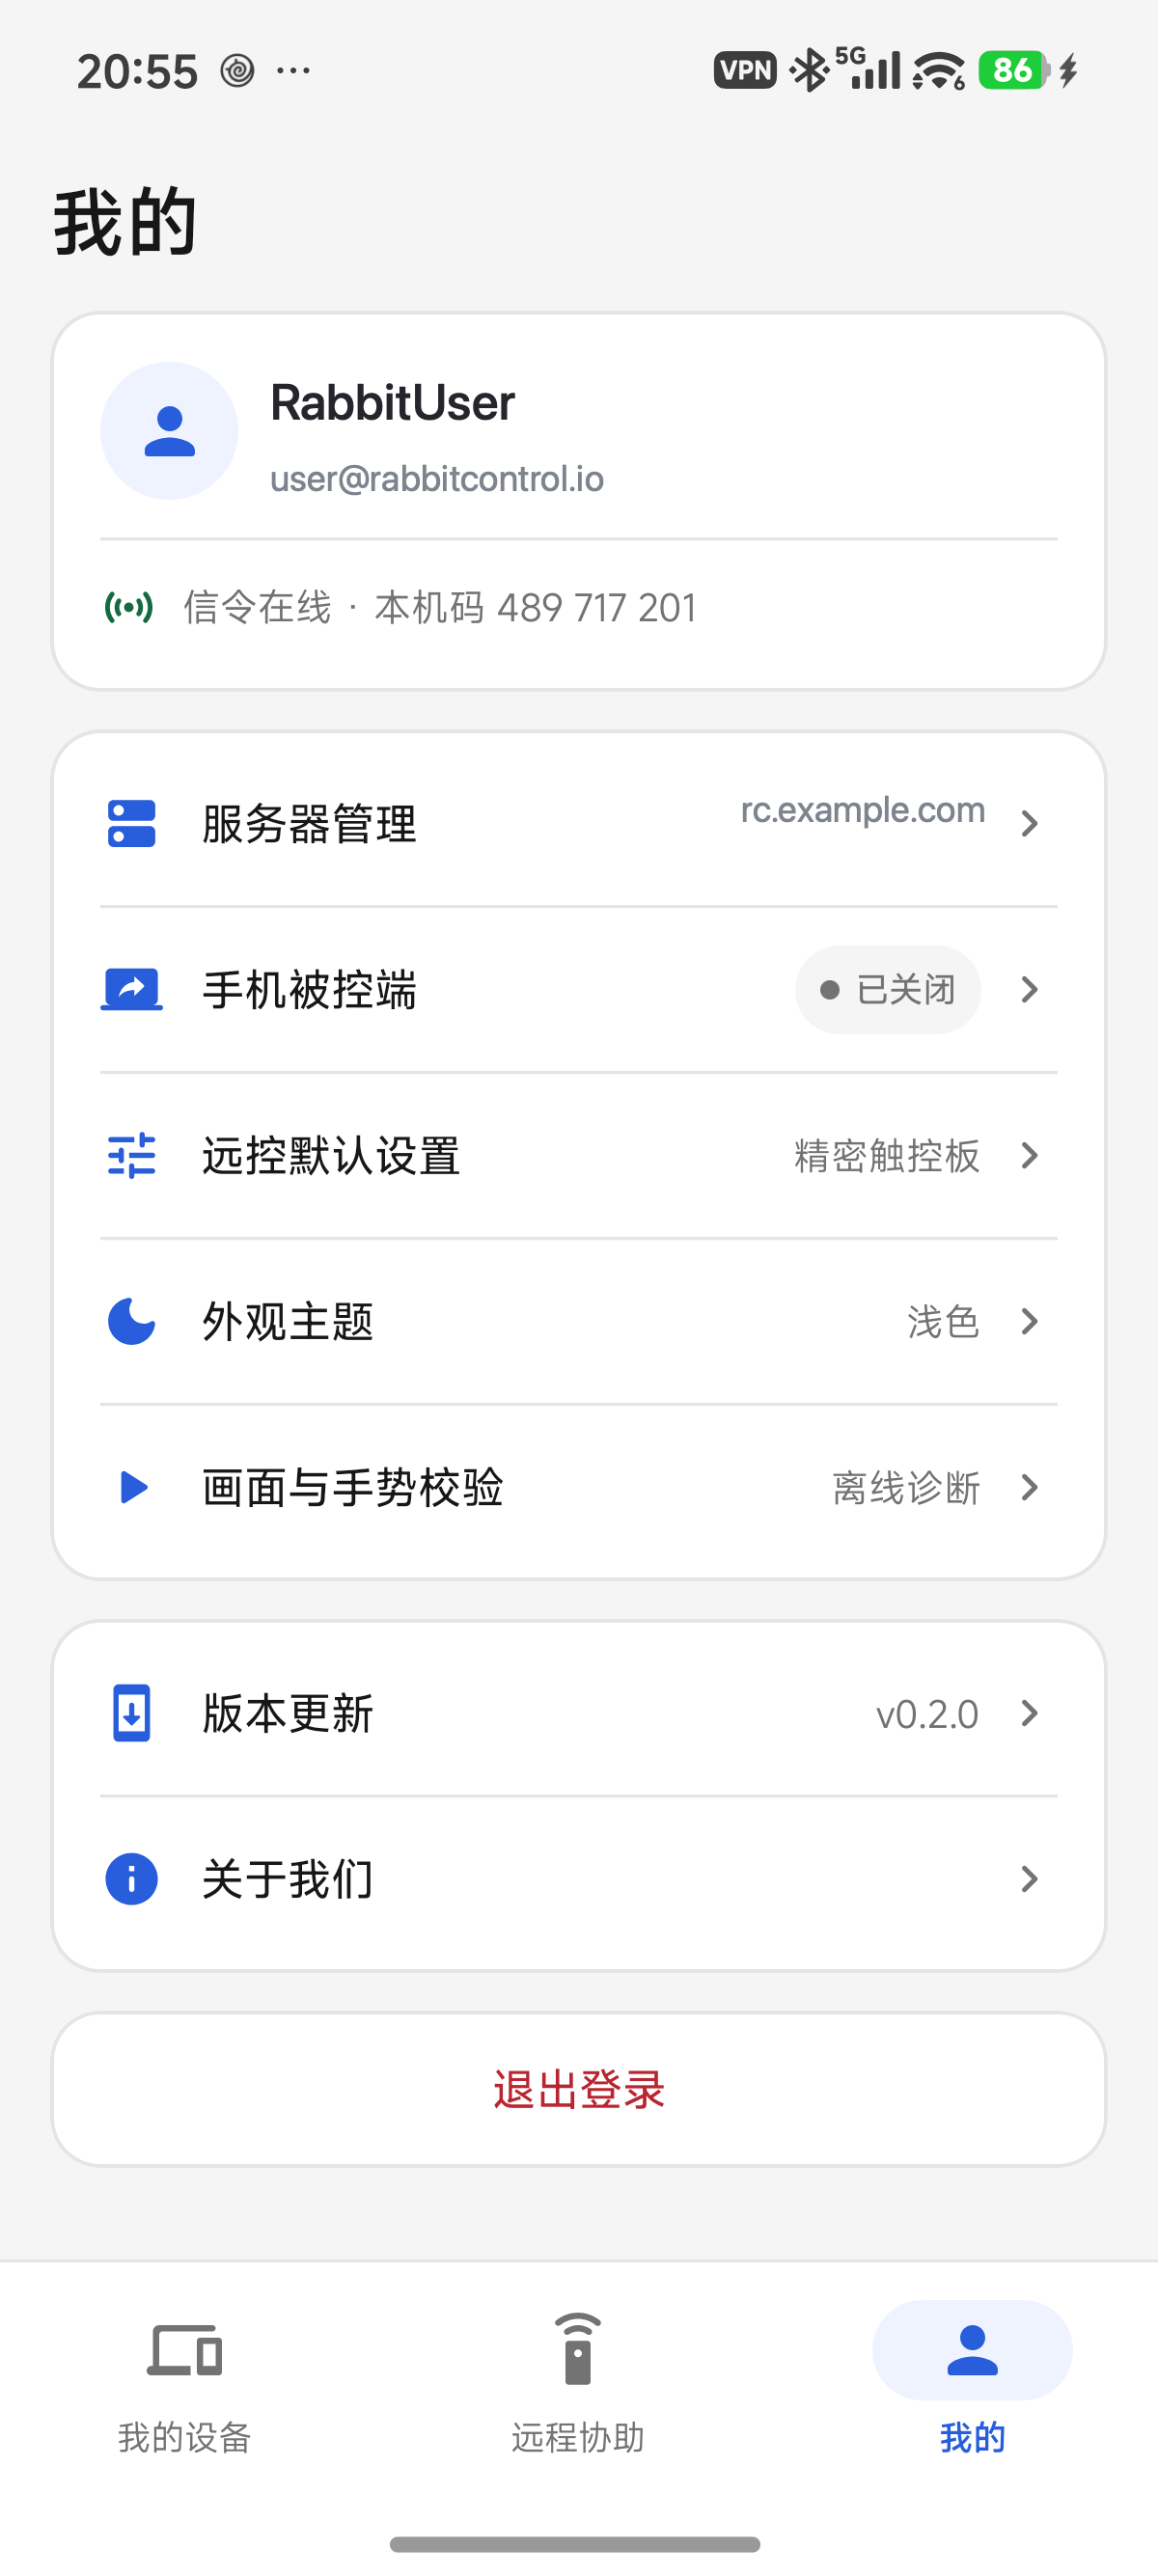 20:55 ... VPN 5G 6 86
我的
RabbitUser
user@rabbitcontrol.io
信令在线 · 本机码 489 717 201
服务器管理 rc.example.com
手机被控端 已关闭
远控默认设置 精密触控板
外观主题 浅色
画面与手势校验 离线诊断
版本更新 v0.2.0
关于我们
退出登录
我的设备 远程协助 我的